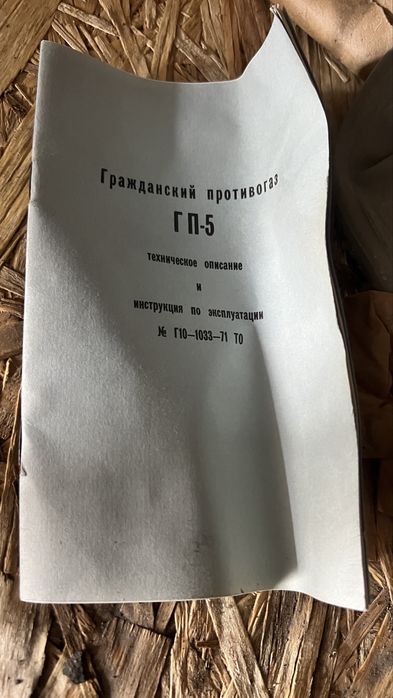 Гражданский противогаз
ГП-5
техническое описание
и
инструкция по эксплуатации
№ Г10—1033—71 ТО